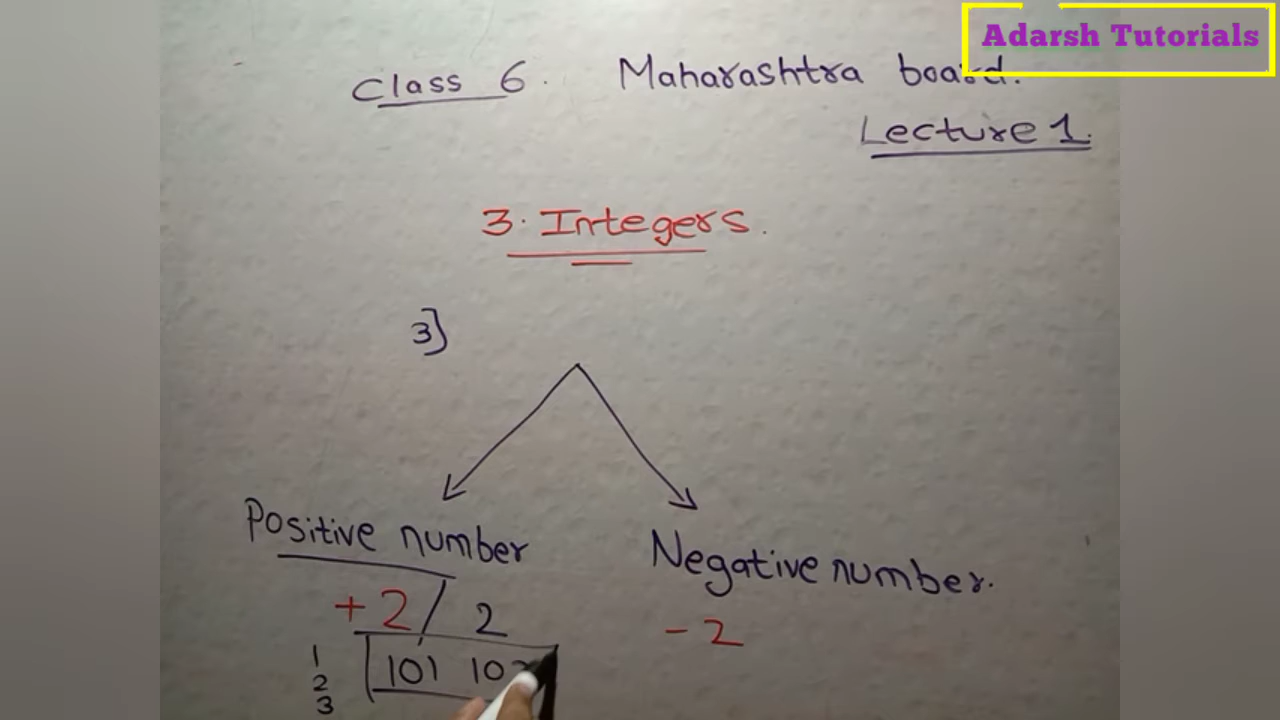 Adarsh Tutorials
Class 6. Maharashtra board.
Lecture 1.
3. Integers.
3]
Positive number
Negative number.
+2/ 2
-2
1 101
2
3